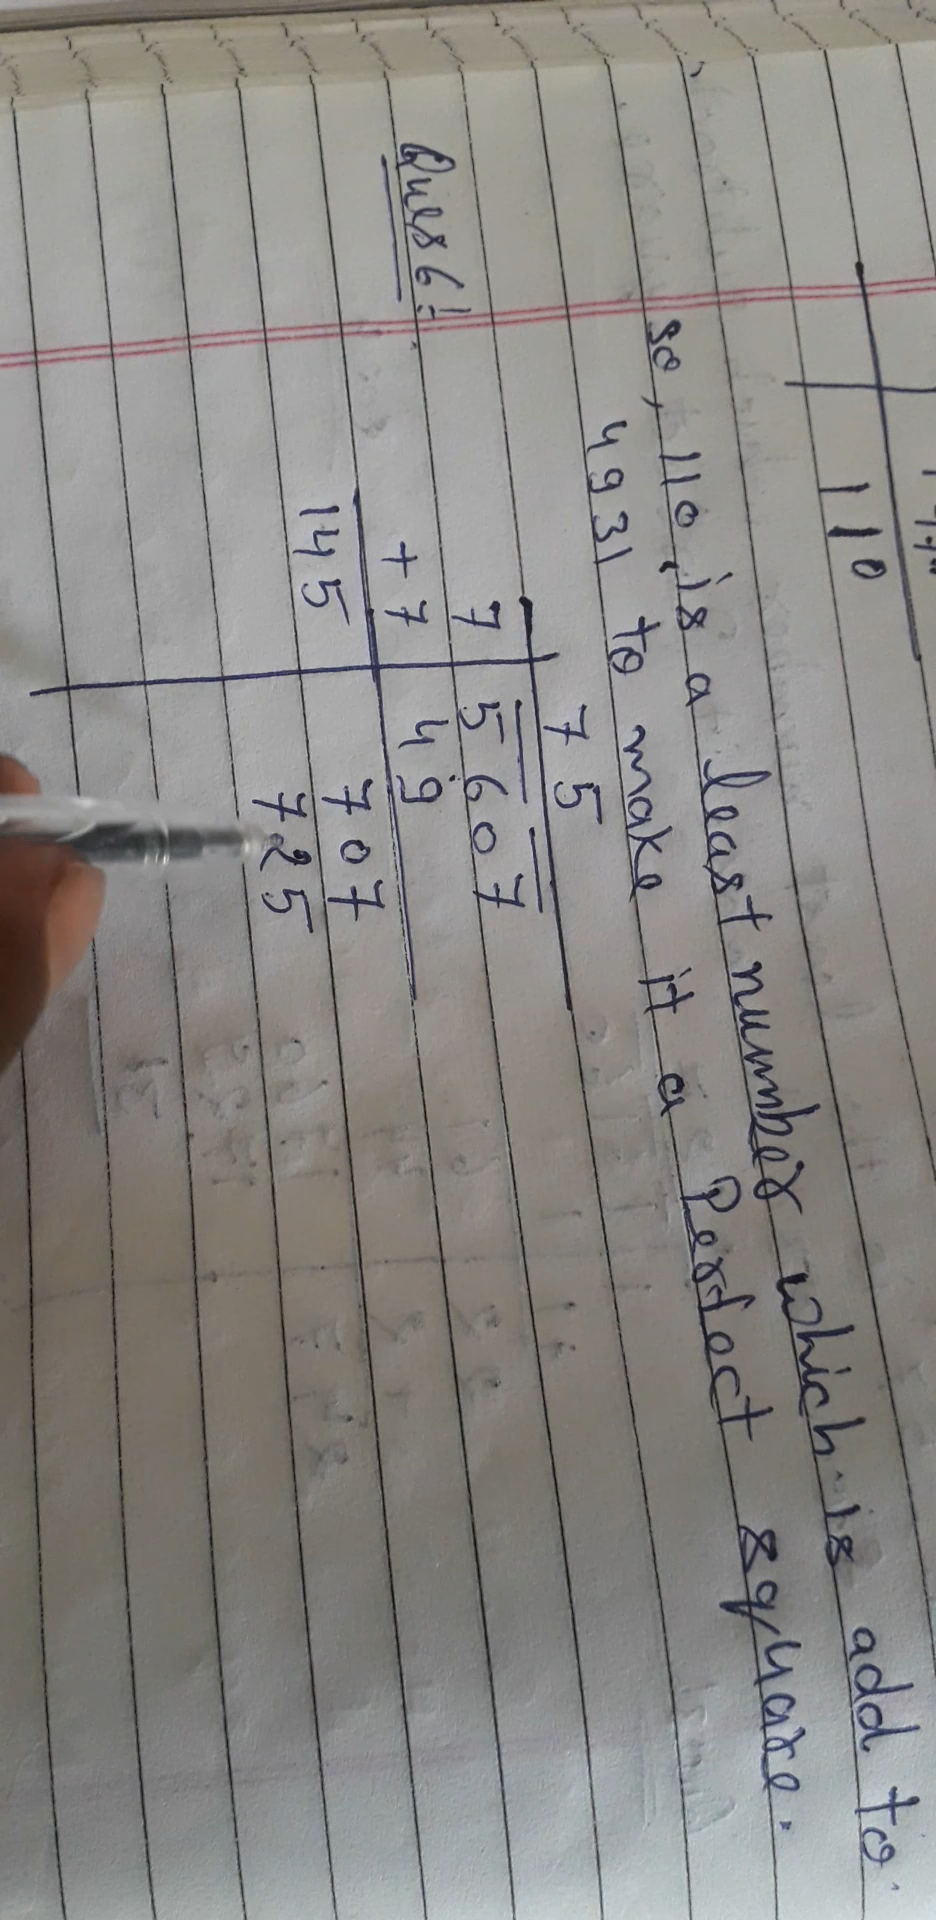 110
so, 110 is a least number which is add to
4931 to make it a Perfect square.
Ques 6:
75
7 5607
+7 49
145 707
725